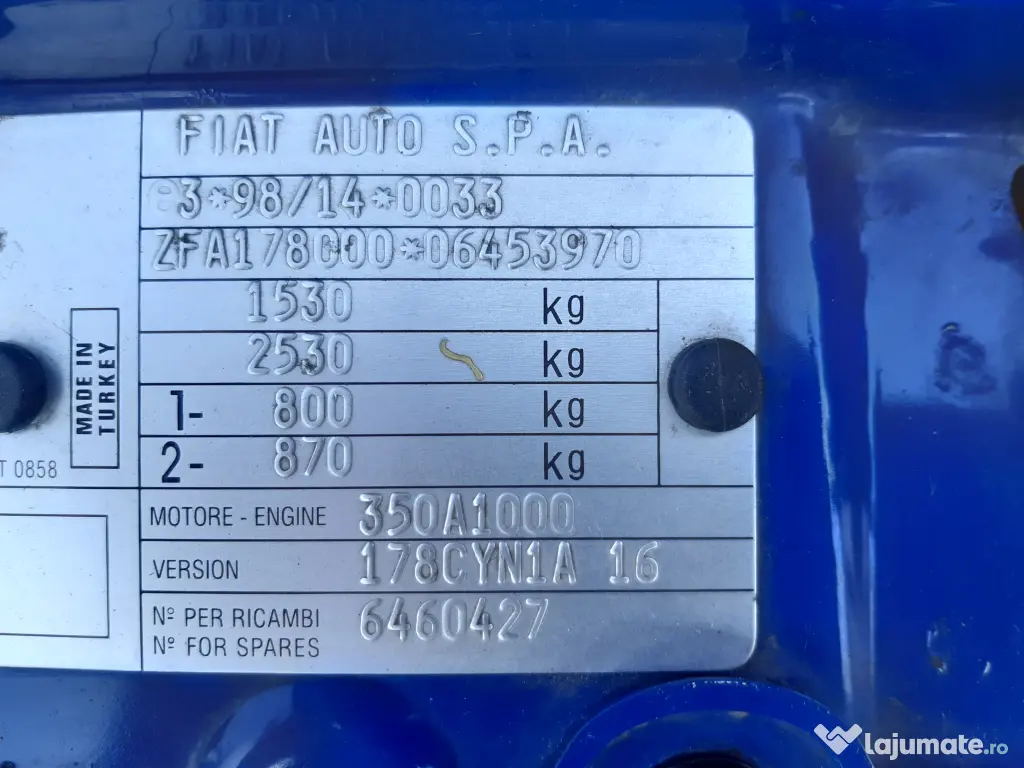 FIAT AUTO S.P.A.
e3*98/14*0033
ZFA178000*06453970
1530 kg
2530 kg
1- 800 kg
2- 870 kg
MADE IN
TURKEY
T 0858
MOTORE - ENGINE 350A1000
VERSION 178CYN1A 16
Nº PER RICAMBI 6460427
Nº FOR SPARES
lajumate.ro